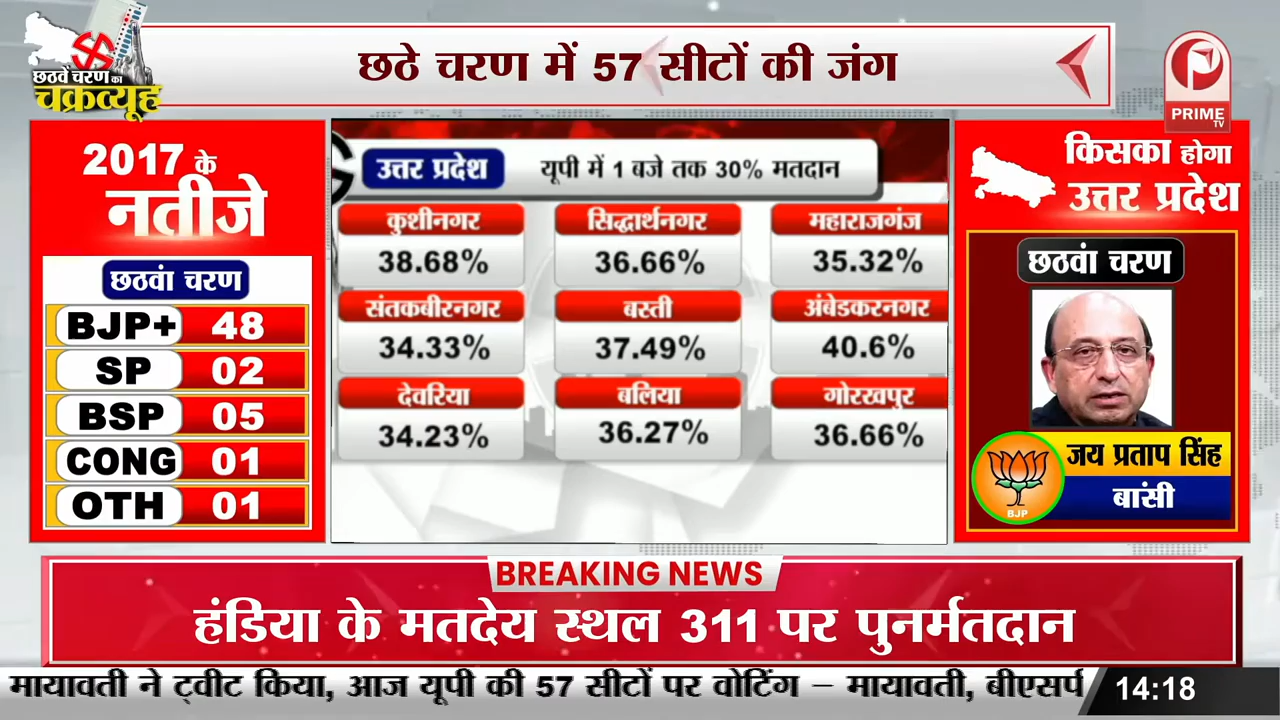 छठवें चरण का
चक्रव्यूह
छठे चरण में 57 सीटों की जंग
PRIME
TV
2017 के
नतीजे
छठवां चरण
BJP+ 48
SP 02
BSP 05
CONG 01
OTH 01
उत्तर प्रदेश
यूपी में 1 बजे तक 30% मतदान
कुशीनगर सिद्धार्थनगर महाराजगंज
38.68% 36.66% 35.32%
संतकबीरनगर बस्ती अंबेडकरनगर
34.33% 37.49% 40.6%
देवरिया बलिया गोरखपुर
34.23% 36.27% 36.66%
किसका होगा
उत्तर प्रदेश
छठवां चरण
जय प्रताप सिंह
बांसी
BJP
BREAKING NEWS
हंडिया के मतदेय स्थल 311 पर पुनर्मतदान
मायावती ने ट्वीट किया, आज यूपी की 57 सीटों पर वोटिंग – मायावती, बीएसप
14:18